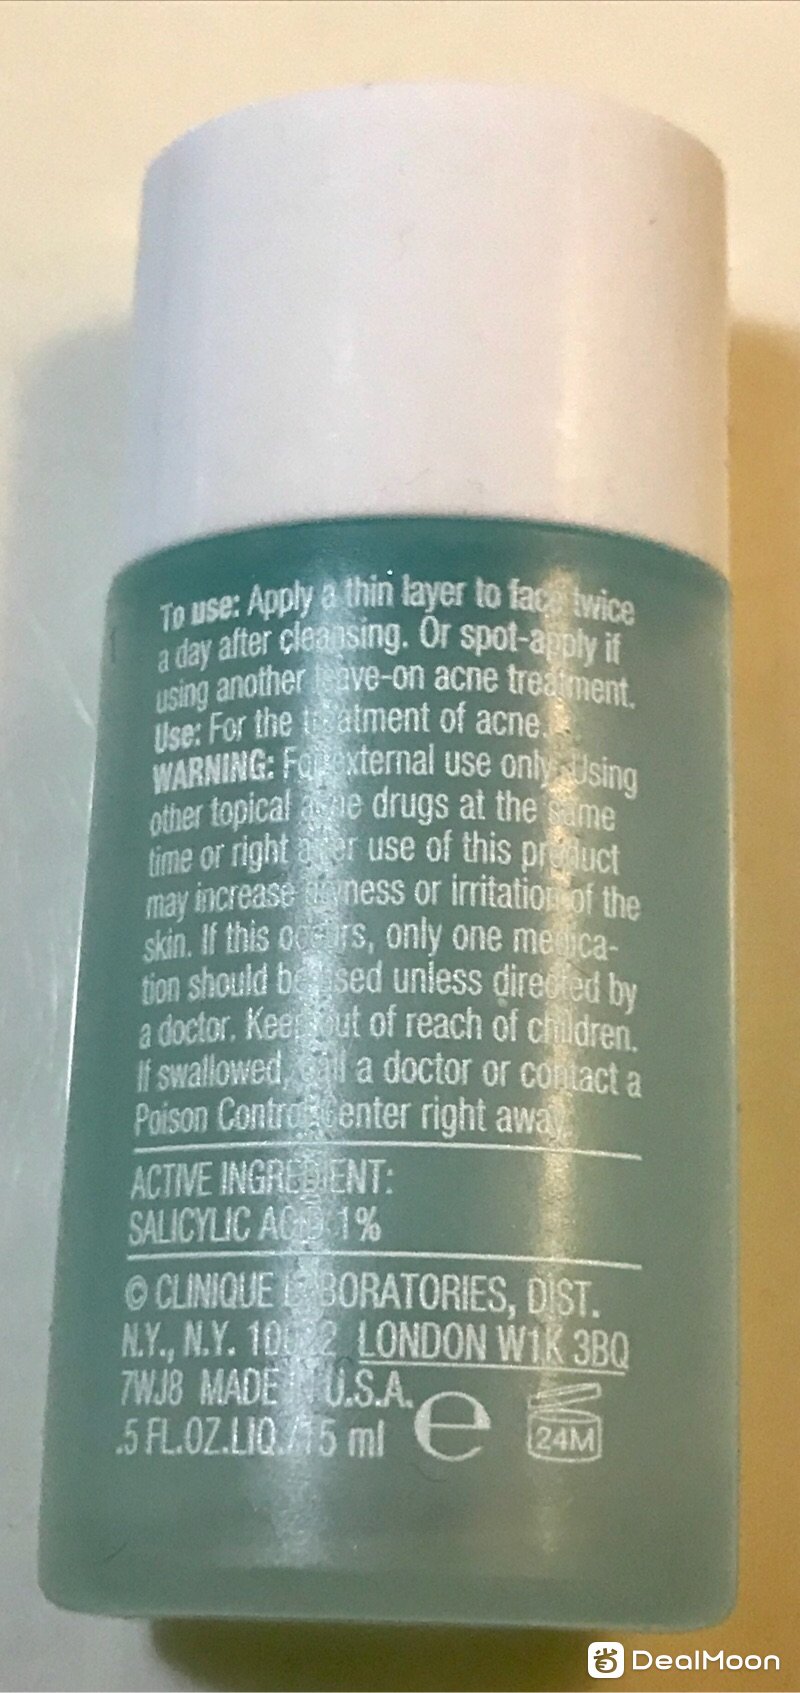 To use: Apply a thin layer to face twice
a day after cleansing. Or spot-apply if
using another leave-on acne treatment.
Use: For the treatment of acne.
WARNING: For external use only. Using
other topical acne drugs at the same
time or right after use of this product
may increase dryness or irritation of the
skin. If this occurs, only one medica-
tion should be used unless directed by
a doctor. Keep out of reach of children.
If swallowed, call a doctor or contact a
Poison Control Center right away.
ACTIVE INGREDIENT:
SALICYLIC ACID 1%
© CLINIQUE LABORATORIES, DIST.
N.Y., N.Y. 10022 LONDON W1K 3BQ
7WJ8 MADE IN U.S.A.
.5 FL.OZ.LIQ./15 ml e 24M
DealMoon